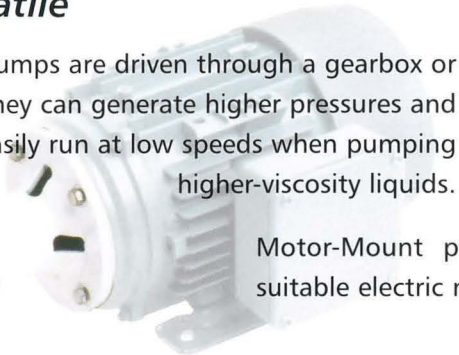 atile
umps are driven through a gearbox or
hey can generate higher pressures and
asily run at low speeds when pumping
higher-viscosity liquids.
Motor-Mount p
suitable electric